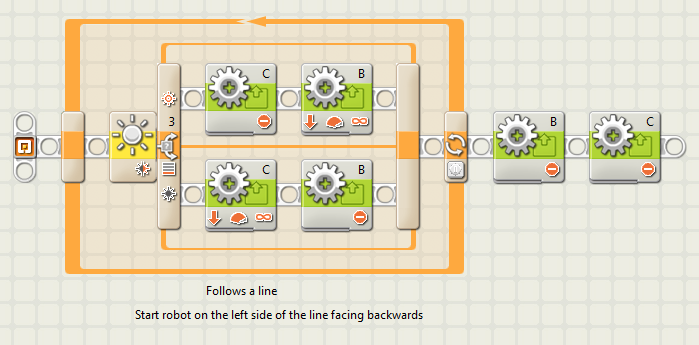 C B
3
B C
C B
Follows a line
Start robot on the left side of the line facing backwards